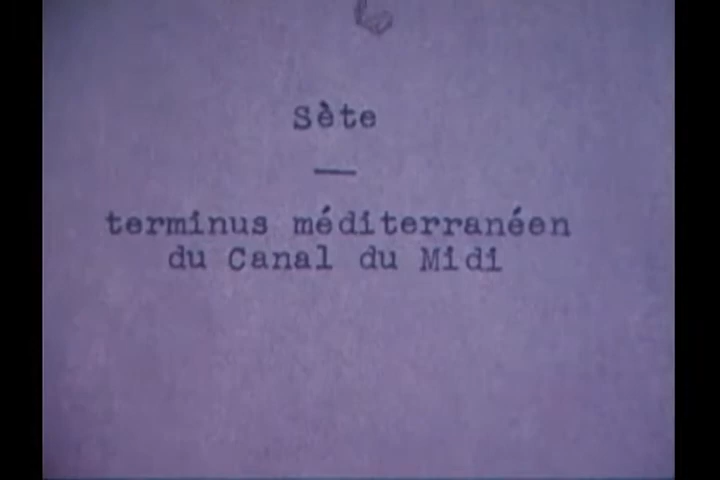 Sète
—
terminus méditerranéen
du Canal du Midi